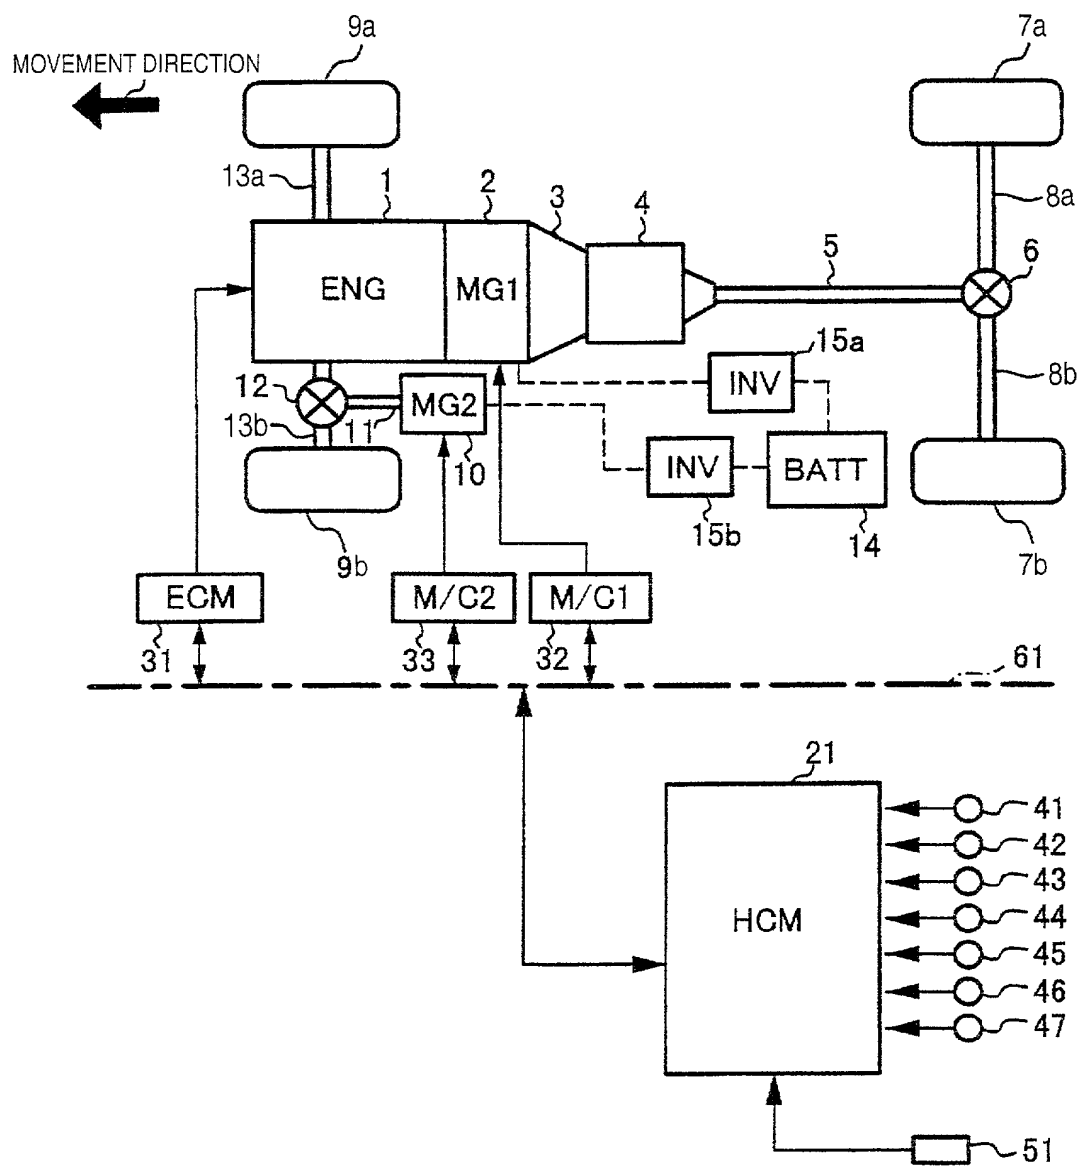 9a
7a
MOVEMENT DIRECTION
13a
1
2
3
4
8a
5
6
ENG
MG1
15a
12
INV
8b
MG2
13b
11
10
INV
BATT
15b
14
9b
7b
ECM
M/C2
M/C1
31
33
32
61
21
41
42
43
44
HCM
45
46
47
51